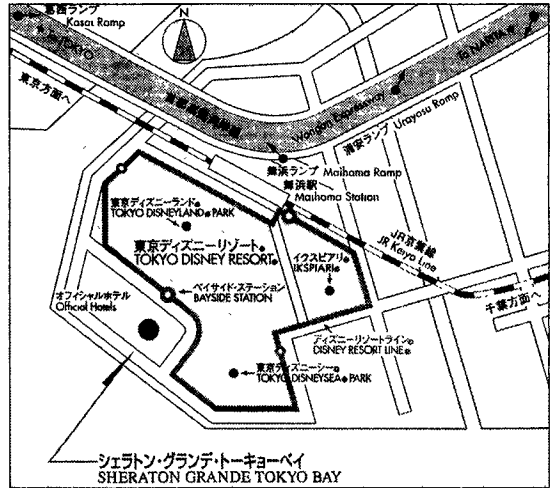 葛西ランプ
Kasai Ramp
N
to TOKYO
to NARITA
東京方面へ
Wangan Expressway
浦安ランプ Urayasu Ramp
舞浜ランプ Maihama Ramp
舞浜駅
Maihama Station
東京ディズニーランド®
TOKYO DISNEYLAND® PARK
JR京葉線
JR Keiyo Line
東京ディズニーリゾート®
TOKYO DISNEY RESORT®
イクスピアリ®
IKSPIARI®
千葉方面へ
ベイサイド・ステーション
BAYSIDE STATION
オフィシャルホテル
Official Hotels
ディズニーリゾートライン®
DISNEY RESORT LINE®
東京ディズニーシー®
TOKYO DISNEYSEA® PARK
シェラトン・グランデ・トーキョーベイ
SHERATON GRANDE TOKYO BAY